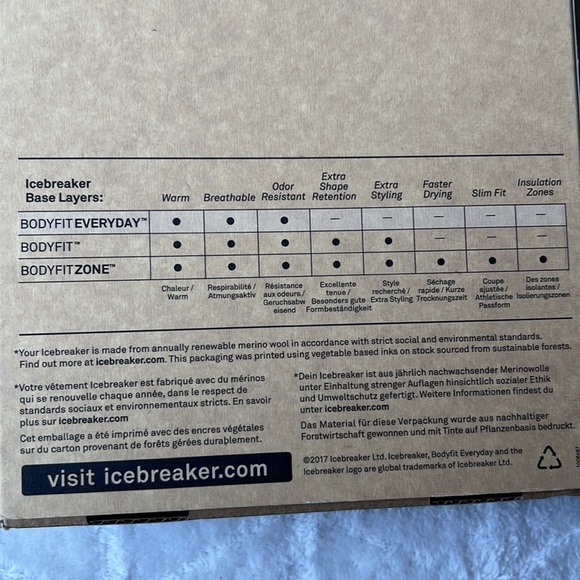 Icebreaker
Base Layers:
Warm Breathable Odor Resistant Extra Shape Retention Extra Styling Faster Drying Slim Fit Insulation Zones
BODYFIT EVERYDAY™ ● ● ● — — — — —
BODYFIT™ ● ● ● ● ● — — —
BODYFIT ZONE™ ● ● ● ● ● ● ● ●
Chaleur / Warm
Respirabilité / Atmungsaktiv
Résistance aux odeurs / Geruchsabweisend
Excellente tenue / Besonders gute Formbeständigkeit
Style recherché / Extra Styling
Séchage rapide / Kurze Trocknungszeit
Coupe ajustée / Athletische Passform
Des zones isolantes / Isolierungszonen
*Your Icebreaker is made from annually renewable merino wool in accordance with strict social and environmental standards.
Find out more at icebreaker.com. This packaging was printed using vegetable based inks on stock sourced from sustainable forests.
*Votre vêtement Icebreaker est fabriqué avec du mérinos
qui se renouvelle chaque année, dans le respect de
standards sociaux et environnementaux stricts. En savoir
plus sur icebreaker.com
Cet emballage a été imprimé avec des encres végétales
sur du carton provenant de forêts gérées durablement.
*Dein Icebreaker ist aus jährlich nachwachsender Merinowolle
unter Einhaltung strenger Auflagen hinsichtlich sozialer Ethik
und Umweltschutz gefertigt. Weitere Informationen findest du
unter icebreaker.com
Das Material für diese Verpackung wurde aus nachhaltiger
Forstwirtschaft gewonnen und mit Tinte auf Pflanzenbasis bedruckt.
visit icebreaker.com
©2017 Icebreaker Ltd. Icebreaker, Bodyfit Everyday and the
Icebreaker logo are global trademarks of Icebreaker Ltd.